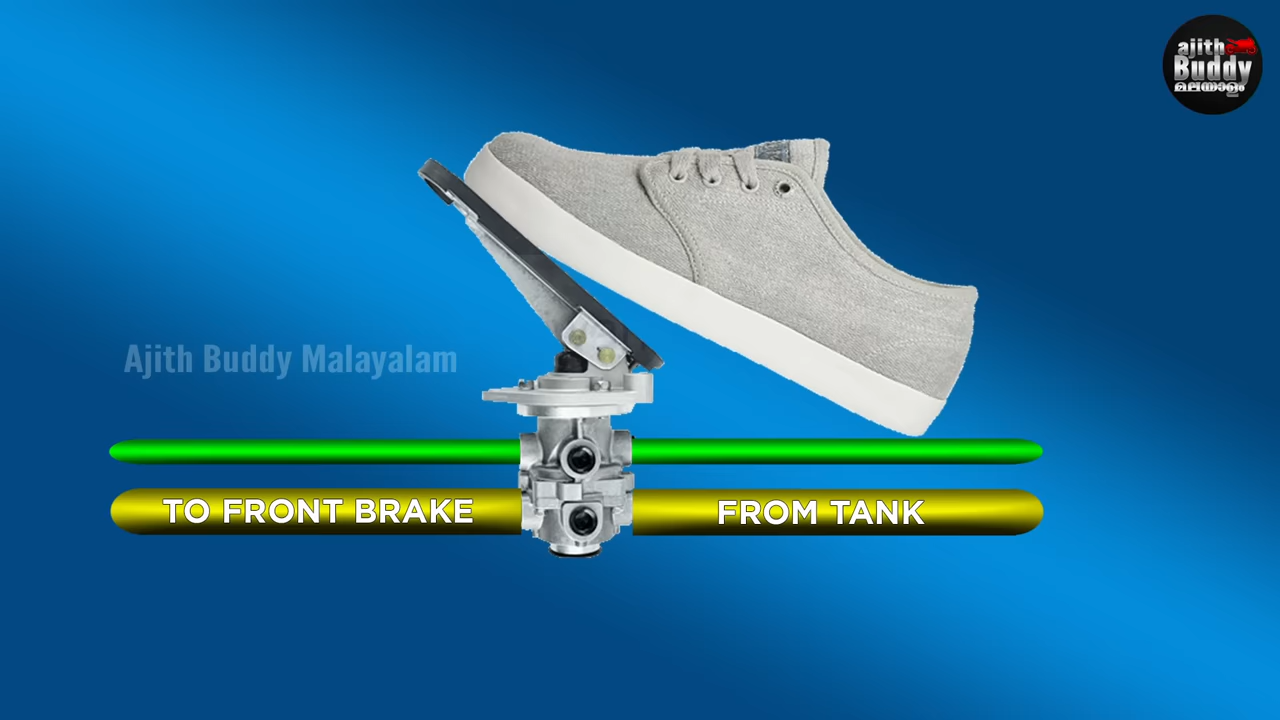 ajith
Buddy
മലയാളം
Ajith Buddy Malayalam
TO FRONT BRAKE
FROM TANK